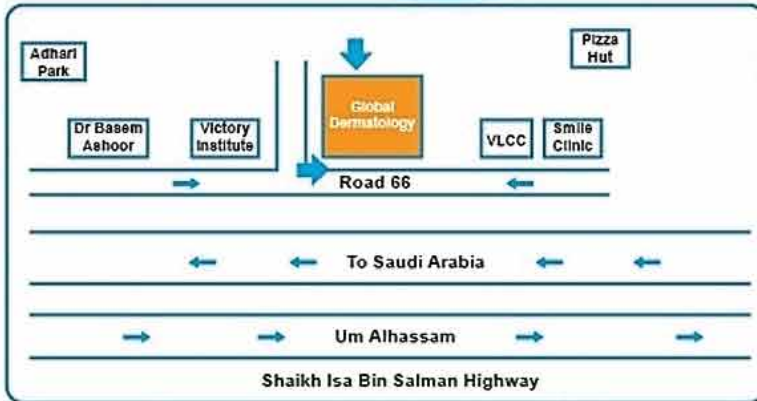 Adhari
Park
Pizza
Hut
Dr Basem
Ashoor
Victory
Institute
Global
Dermatology
VLCC
Smile
Clinic
Road 66
To Saudi Arabia
Um Alhassam
Shaikh Isa Bin Salman Highway